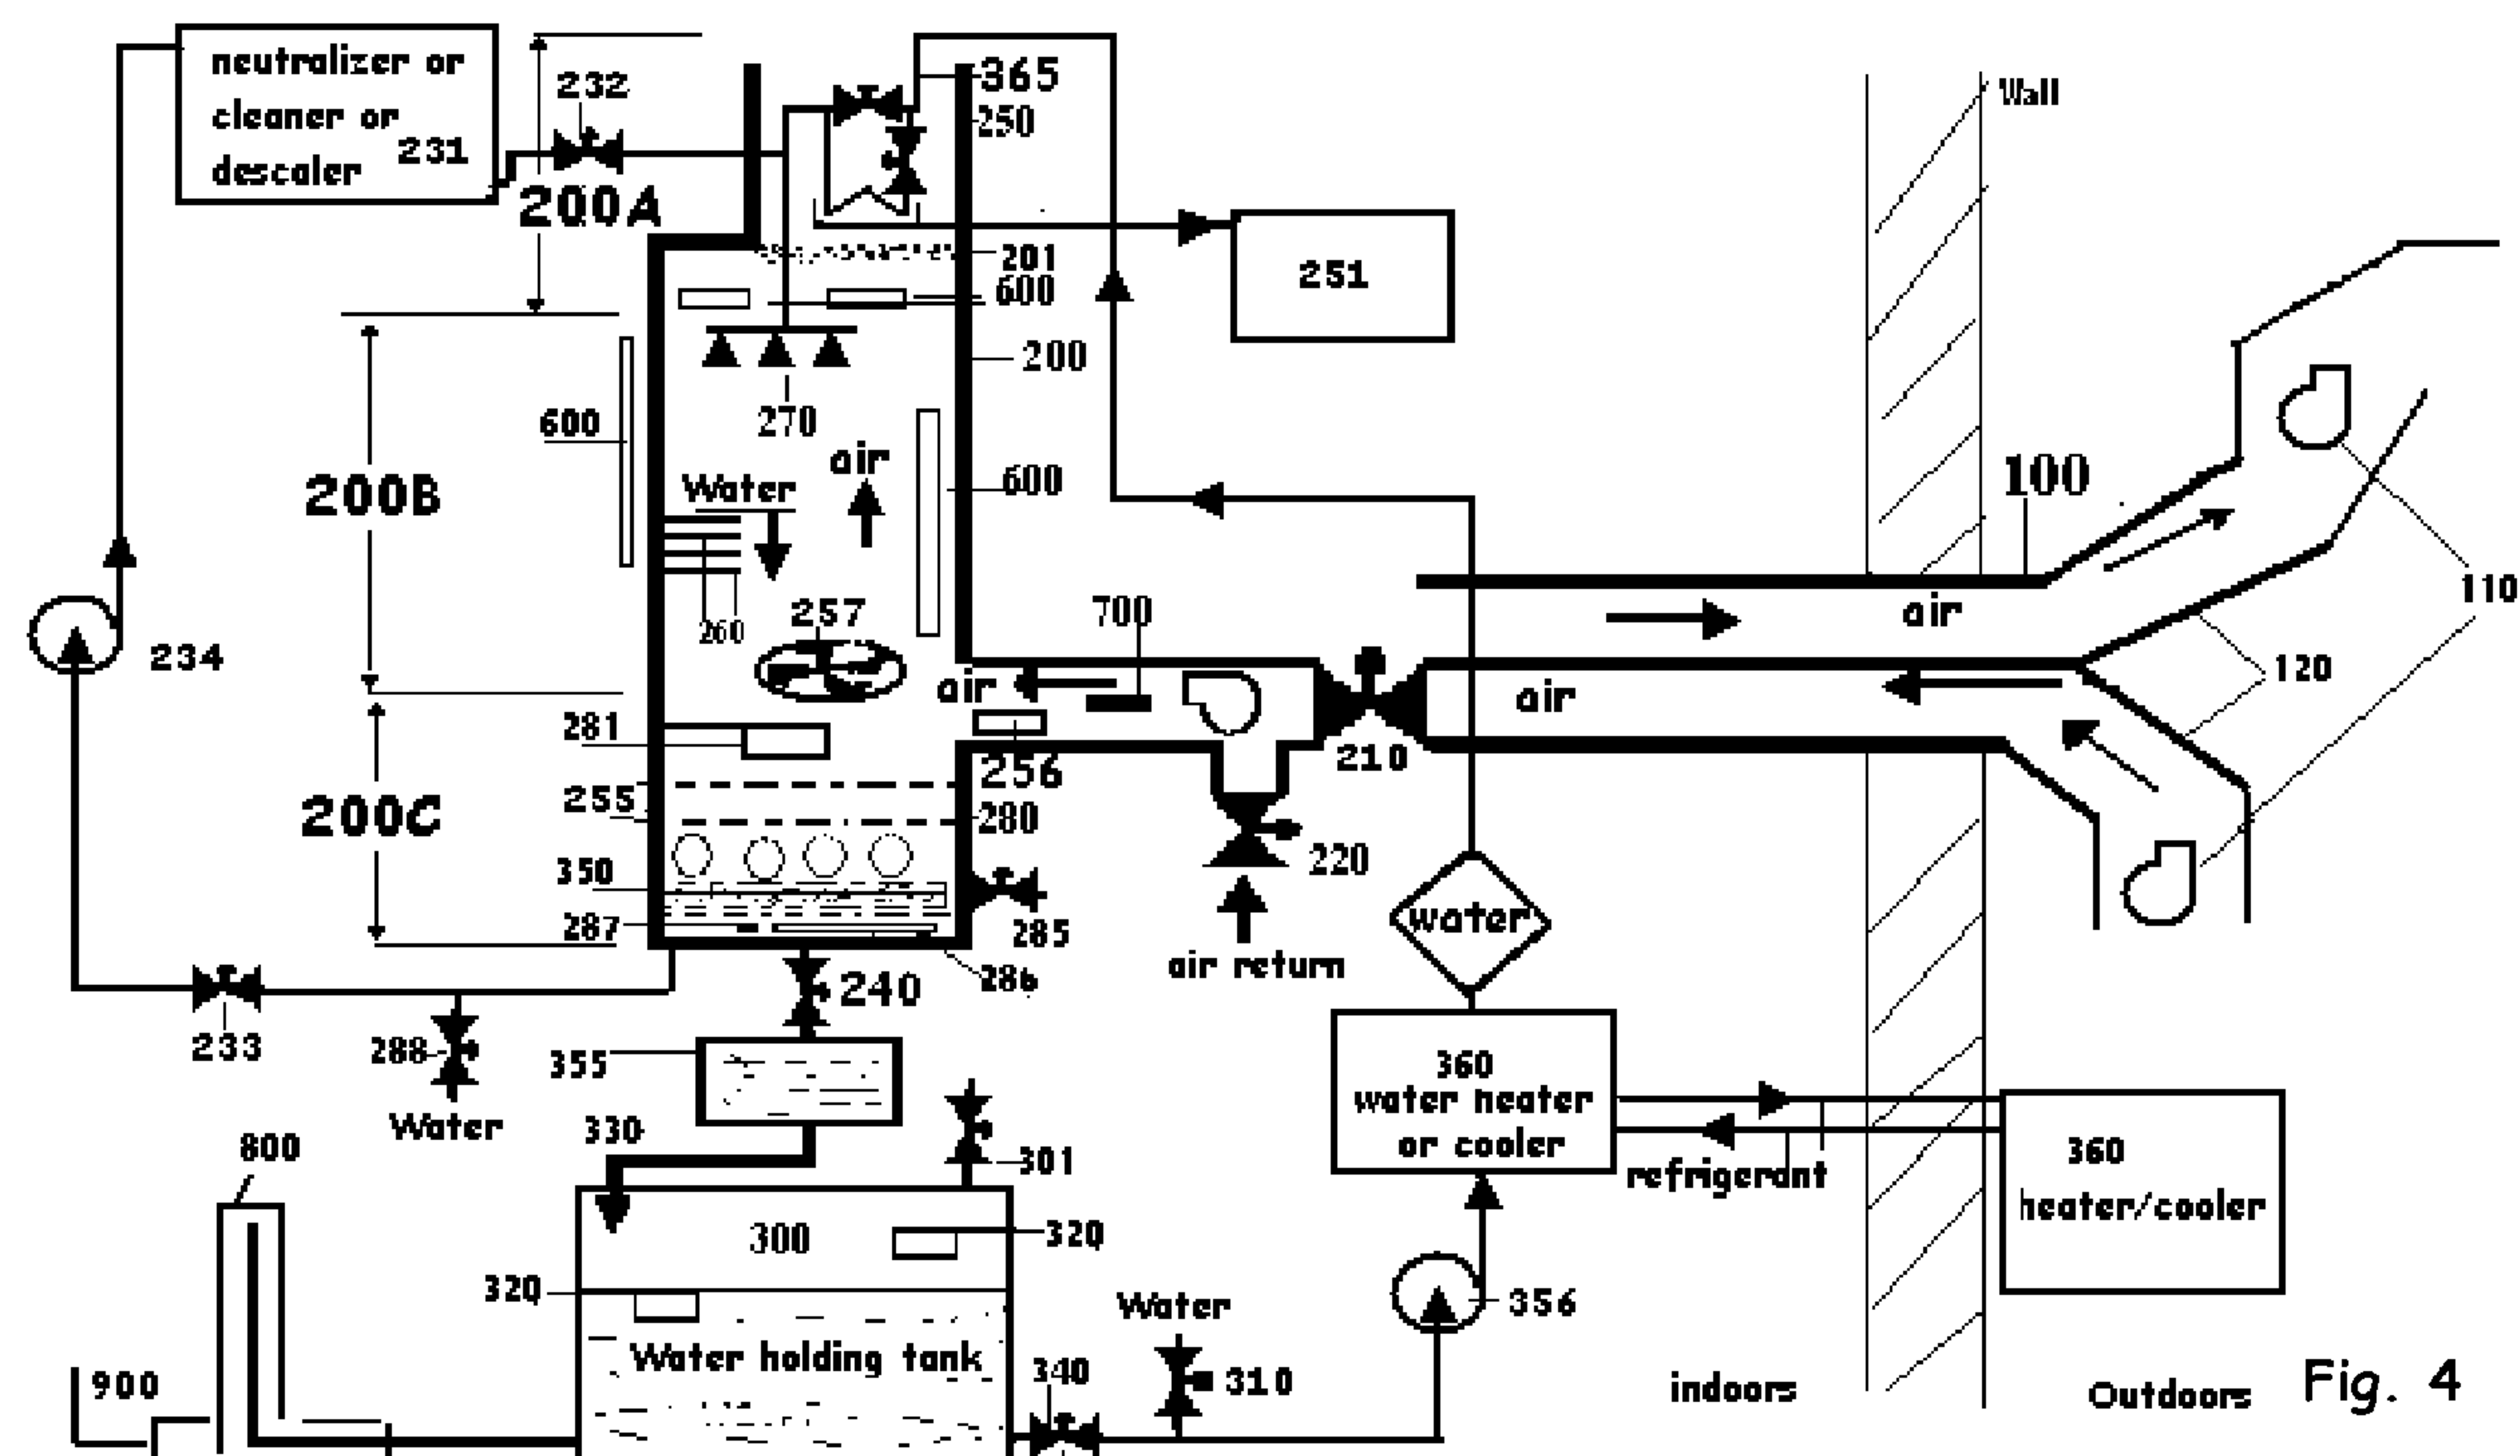 neutralizer or
cleaner or
descaler 231
232
200A
365
250
Wall
201
600
251
200
270
600
air
200B
Water
600
100
260
257
700
air
110
234
air
air
120
281
256
210
255
280
200C
220
350
water
287
285
286
air return
240
233
288
355
Water
360
water heater
or cooler
360
heater/cooler
refrigerant
330
301
800
300
320
320
Water
356
Water holding tank
340
310
900
indoors
Outdoors
Fig. 4